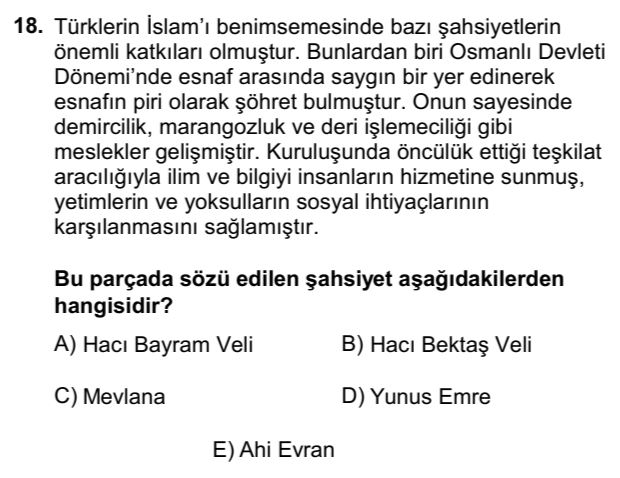 18. Türklerin İslam’ı benimsemesinde bazı şahsiyetlerin
önemli katkıları olmuştur. Bunlardan biri Osmanlı Devleti
Dönemi’nde esnaf arasında saygın bir yer edinerek
esnafın piri olarak şöhret bulmuştur. Onun sayesinde
demircilik, marangozluk ve deri işlemeciliği gibi
meslekler gelişmiştir. Kuruluşunda öncülük ettiği teşkilat
aracılığıyla ilim ve bilgiyi insanların hizmetine sunmuş,
yetimlerin ve yoksulların sosyal ihtiyaçlarının
karşılanmasını sağlamıştır.
Bu parçada sözü edilen şahsiyet aşağıdakilerden
hangisidir?
A) Hacı Bayram Veli B) Hacı Bektaş Veli
C) Mevlana D) Yunus Emre
E) Ahi Evran